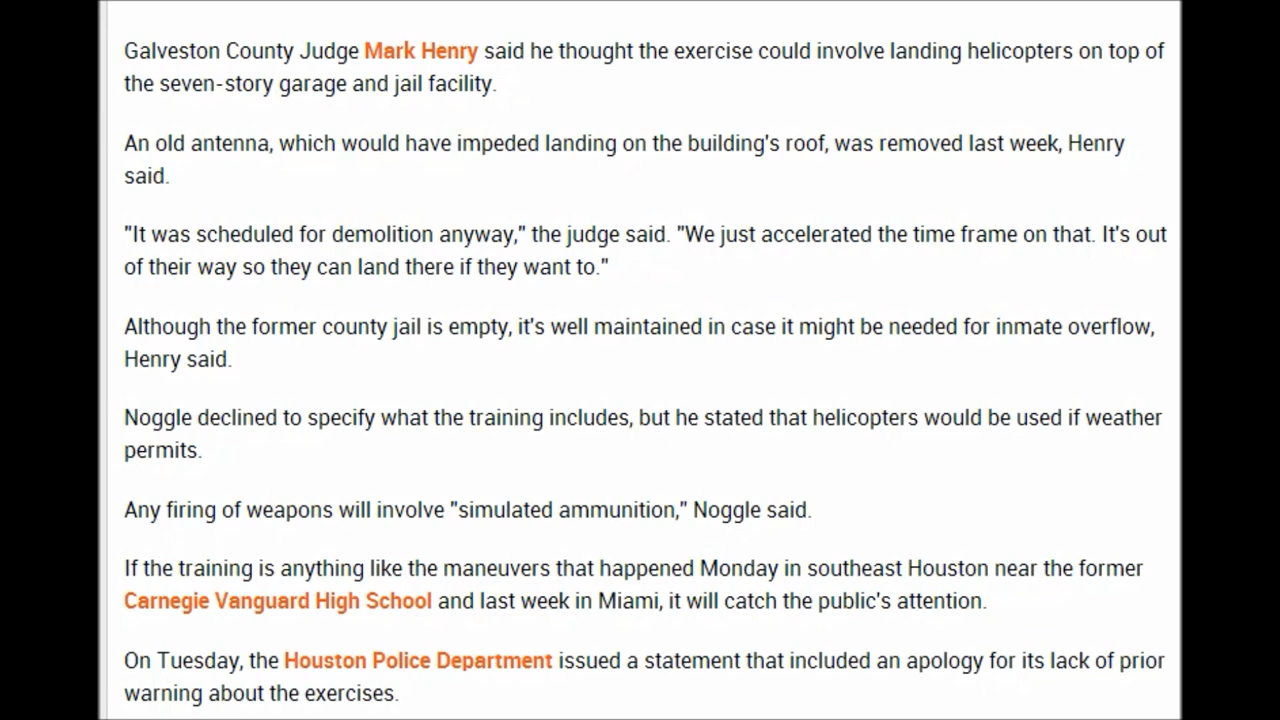 Galveston County Judge Mark Henry said he thought the exercise could involve landing helicopters on top of
the seven-story garage and jail facility.
An old antenna, which would have impeded landing on the building's roof, was removed last week, Henry
said.
"It was scheduled for demolition anyway," the judge said. "We just accelerated the time frame on that. It's out
of their way so they can land there if they want to."
Although the former county jail is empty, it's well maintained in case it might be needed for inmate overflow,
Henry said.
Noggle declined to specify what the training includes, but he stated that helicopters would be used if weather
permits.
Any firing of weapons will involve "simulated ammunition," Noggle said.
If the training is anything like the maneuvers that happened Monday in southeast Houston near the former
Carnegie Vanguard High School and last week in Miami, it will catch the public's attention.
On Tuesday, the Houston Police Department issued a statement that included an apology for its lack of prior
warning about the exercises.